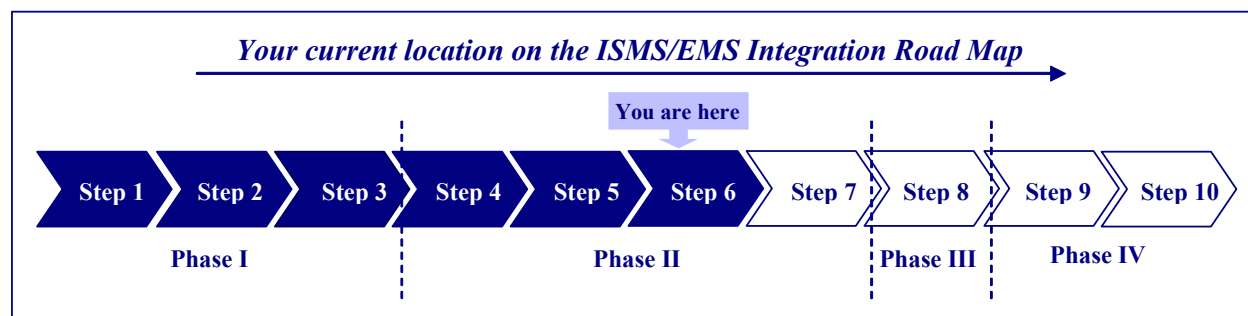 Your current location on the ISMS/EMS Integration Road Map
You are here
Step 1 Step 2 Step 3 Step 4 Step 5 Step 6 Step 7 Step 8 Step 9 Step 10
Phase I Phase II Phase III Phase IV